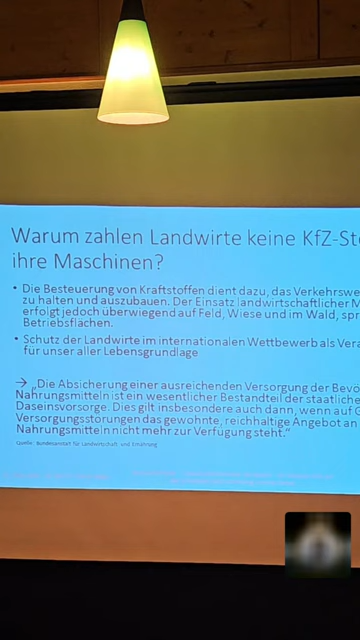 Warum zahlen Landwirte keine KfZ-St
ihre Maschinen?
• Die Besteuerung von Kraftstoffen dient dazu, das Verkehrswe
zu halten und auszubauen. Der Einsatz landwirtschaftlicher M
erfolgt jedoch überwiegend auf Feld, Wiese und im Wald, spr
Betriebsflächen.
• Schutz der Landwirte im internationalen Wettbewerb als Vera
für unser aller Lebensgrundlage
→ „Die Absicherung einer ausreichenden Versorgung der Bevö
Nahrungsmitteln ist ein wesentlicher Bestandteil der staatliche
Daseinsvorsorge. Dies gilt insbesondere auch dann, wenn auf G
Versorgungsstörungen das gewohnte, reichhaltige Angebot an
Nahrungsmitteln nicht mehr zur Verfügung steht."
Quelle: Bundesanstalt für Landwirtschaft und Ernährung